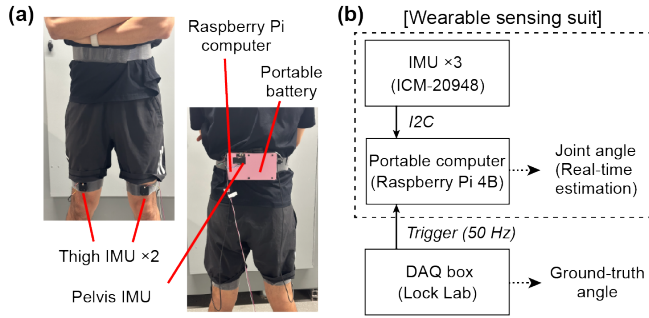 (a)
Raspberry Pi
computer
Portable
battery
Thigh IMU ×2
Pelvis IMU
(b)
[Wearable sensing suit]
IMU ×3
(ICM-20948)
I2C
Portable computer
(Raspberry Pi 4B)
Joint angle
(Real-time
estimation)
Trigger (50 Hz)
DAQ box
(Lock Lab)
Ground-truth
angle